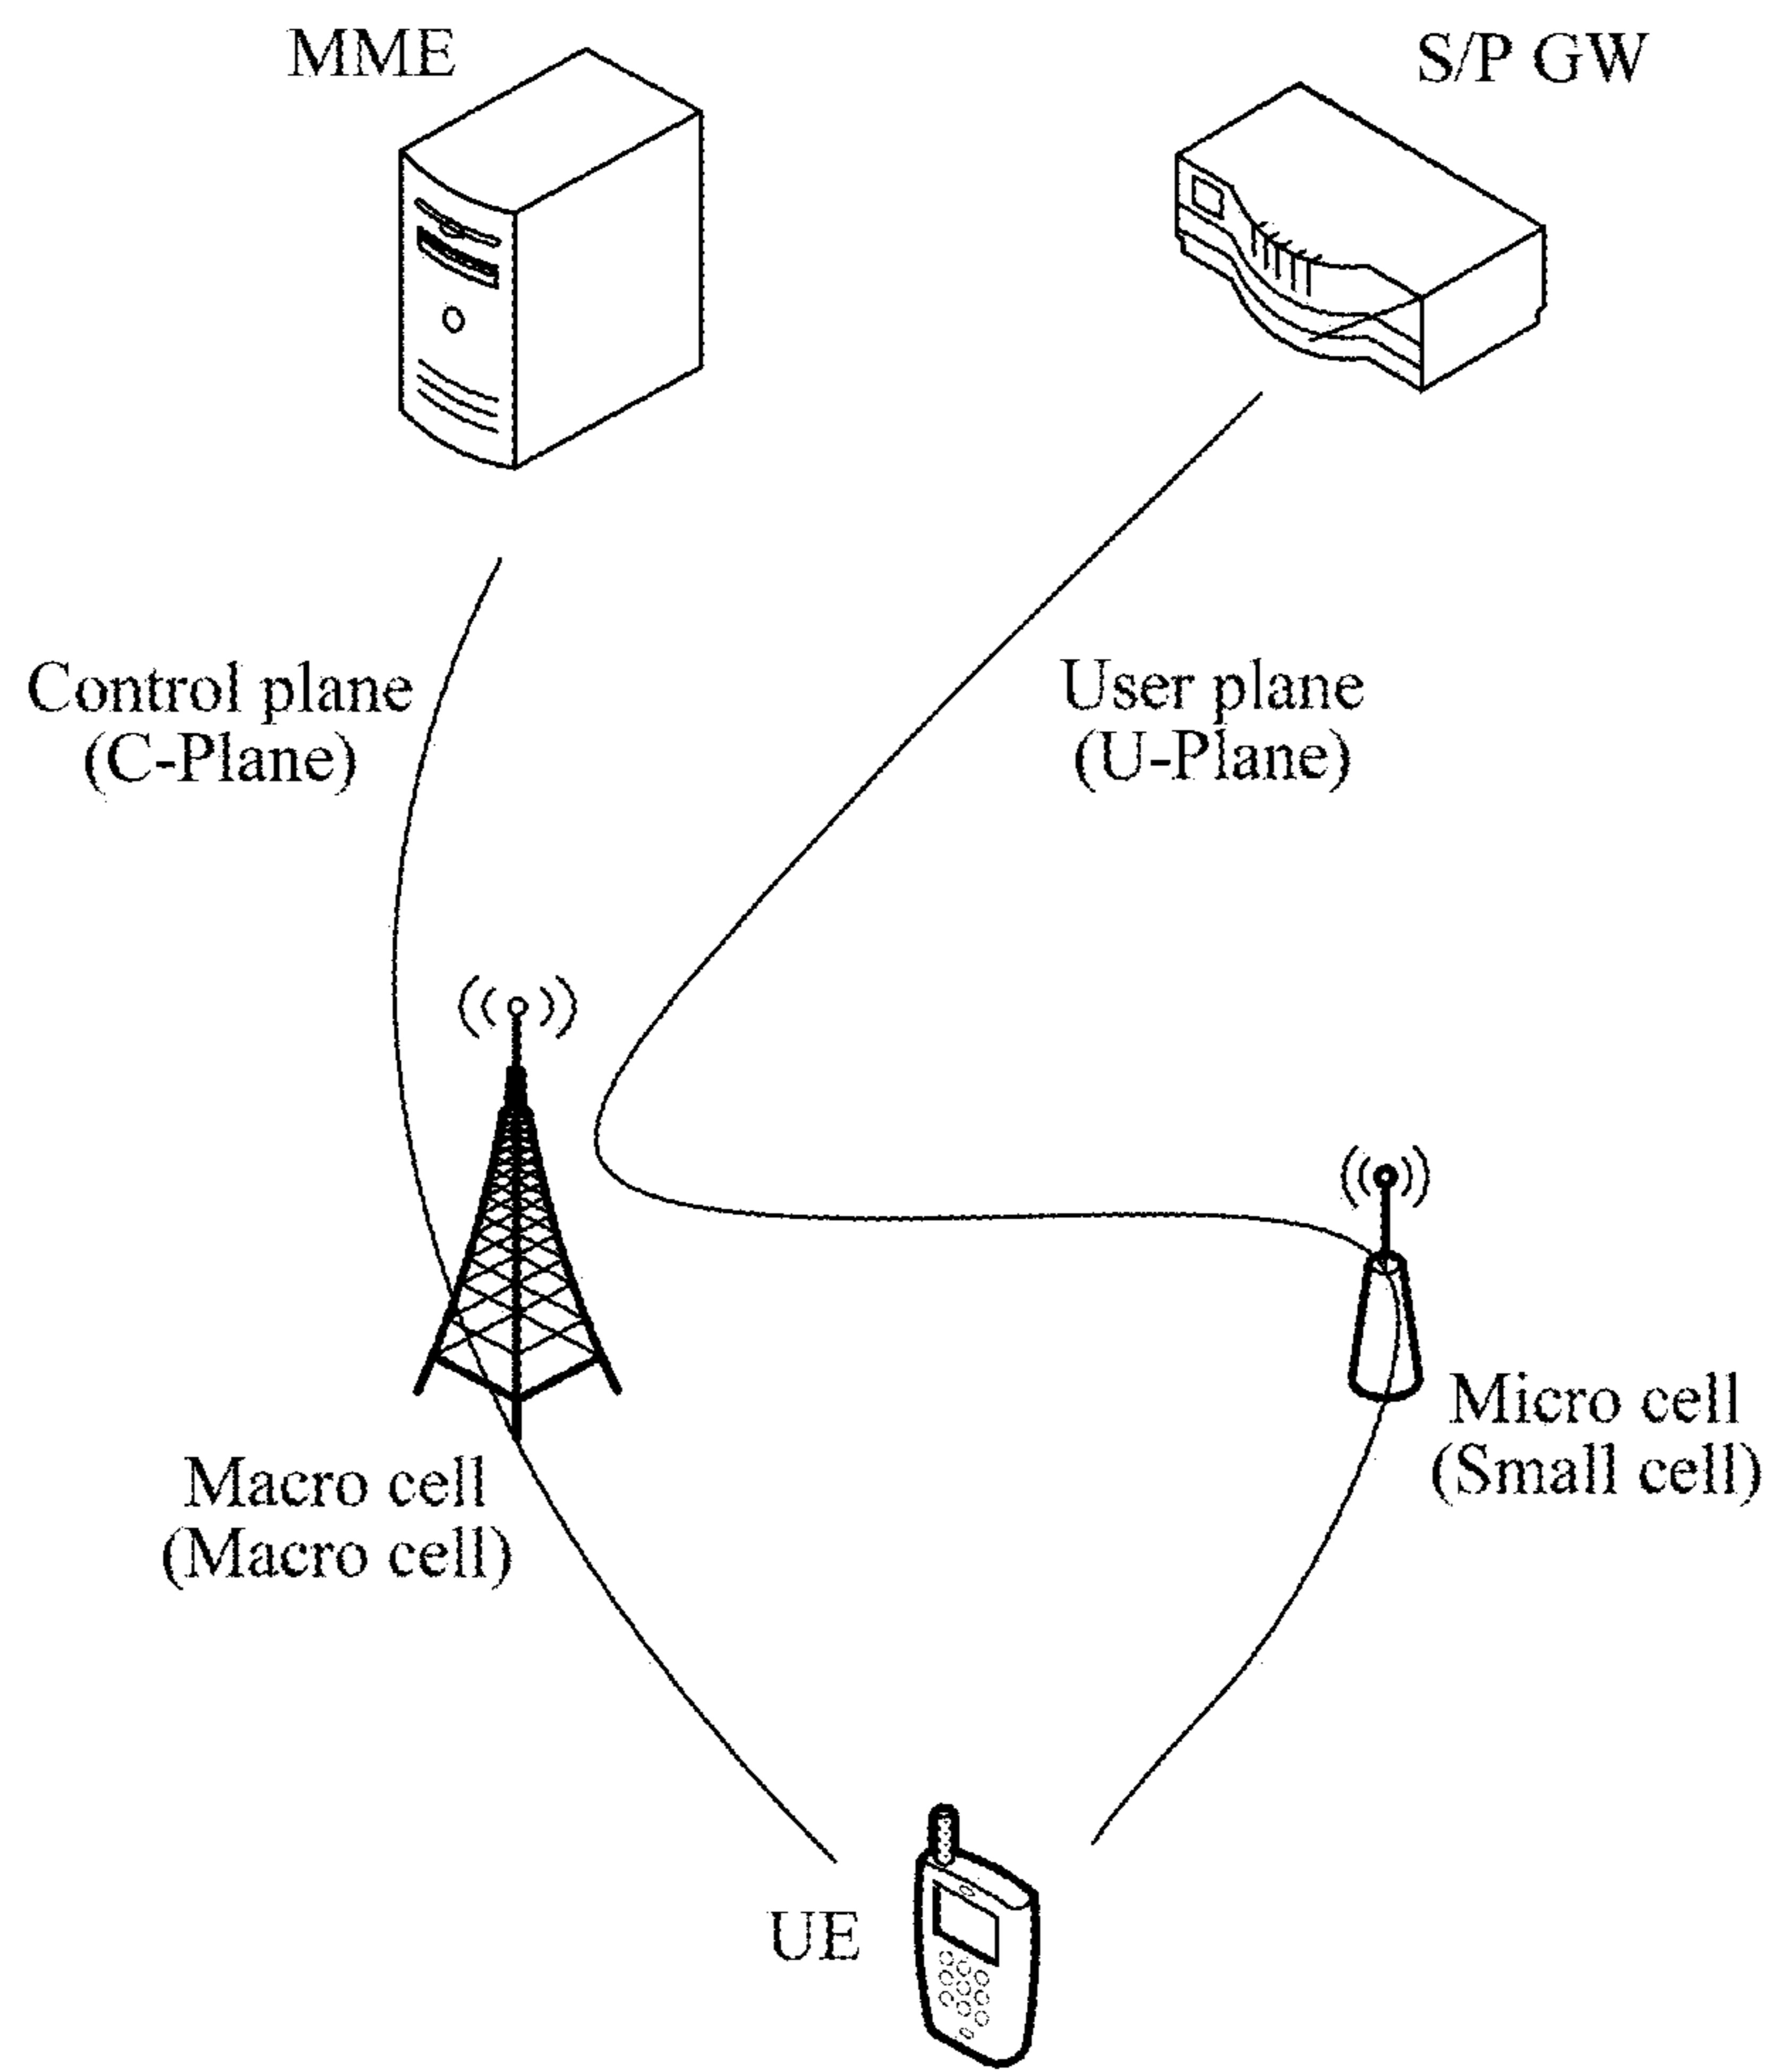 MME
S/P GW
Control plane
(C-Plane)
User plane
(U-Plane)
Micro cell
(Small cell)
Macro cell
(Macro cell)
UE